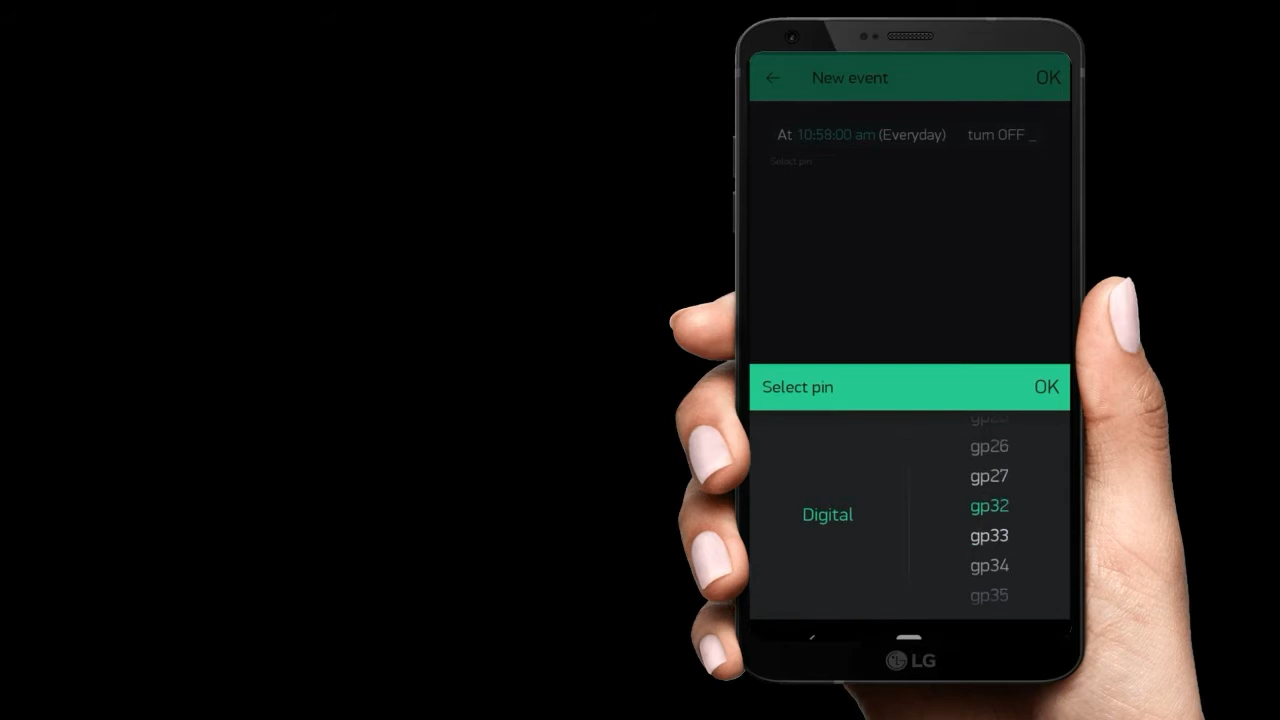 New event OK
At 10:58:00 am (Everyday) turn OFF _
Select pin
Select pin OK
gp26
gp27
Digital
gp32
gp33
gp34
gp35
LG